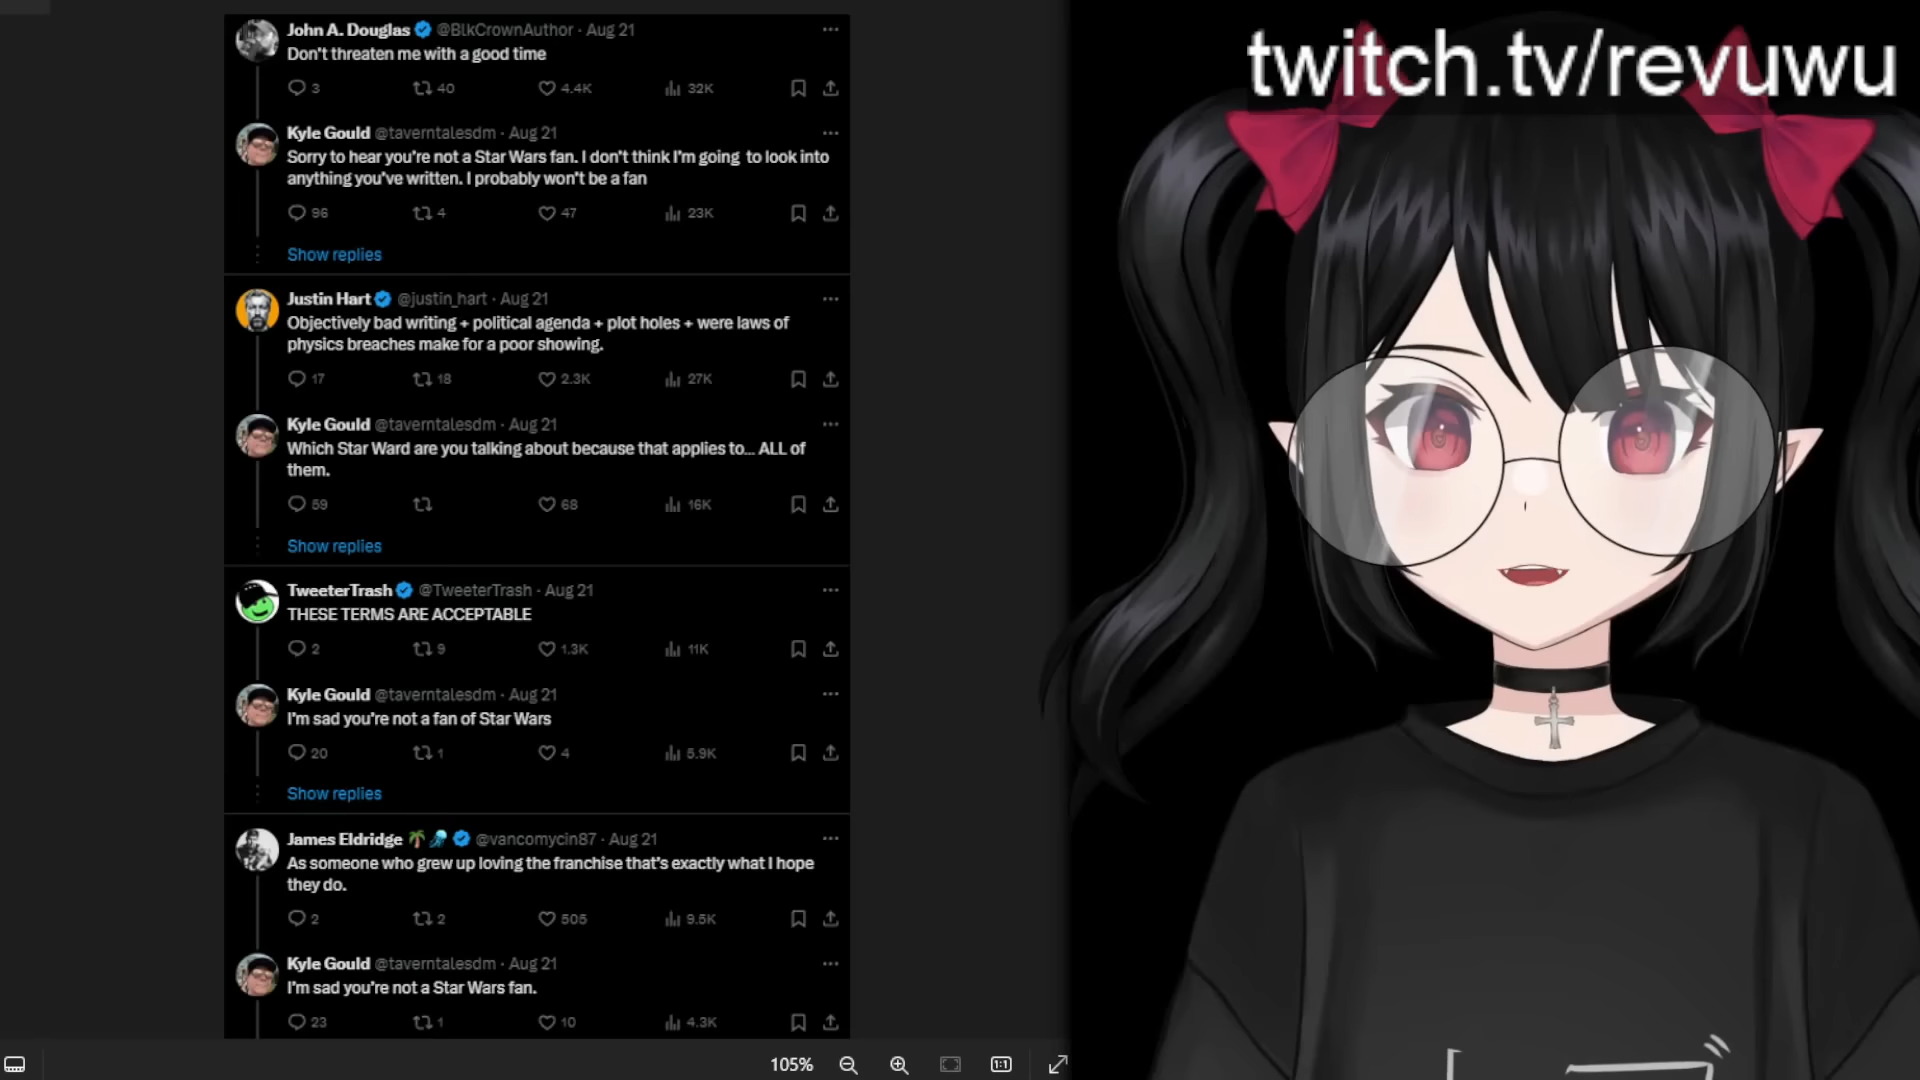 twitch.tv/revuwu
John A. Douglas @BlkCrownAuthor · Aug 21
Don't threaten me with a good time
3 40 4.4K 32K
Kyle Gould @taverntalesdm · Aug 21
Sorry to hear you're not a Star Wars fan. I don't think I'm going to look into
anything you've written. I probably won't be a fan
96 4 47 23K
Show replies
Justin Hart @justin_hart · Aug 21
Objectively bad writing + political agenda + plot holes + were laws of
physics breaches make for a poor showing.
17 18 2.3K 27K
Kyle Gould @taverntalesdm · Aug 21
Which Star Ward are you talking about because that applies to... ALL of
them.
59 68 16K
Show replies
TweeterTrash @TweeterTrash · Aug 21
THESE TERMS ARE ACCEPTABLE
2 9 1.3K 11K
Kyle Gould @taverntalesdm · Aug 21
I'm sad you're not a fan of Star Wars
20 1 4 5.9K
Show replies
James Eldridge @vancomycin87 · Aug 21
As someone who grew up loving the franchise that's exactly what I hope
they do.
2 2 505 9.5K
Kyle Gould @taverntalesdm · Aug 21
I'm sad you're not a Star Wars fan.
23 1 10 4.3K
105% 1:1